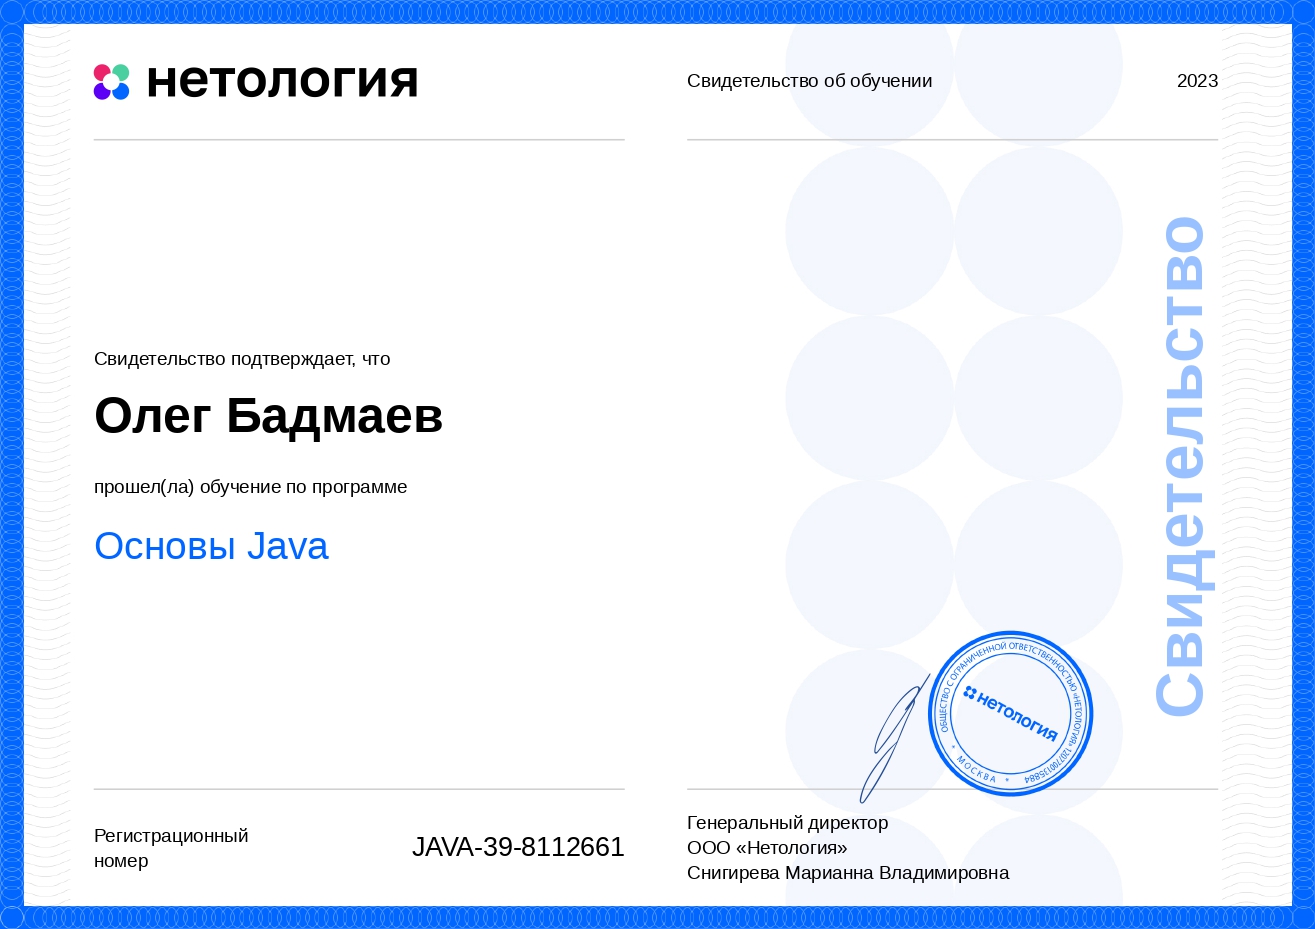 нетология
Свидетельство об обучении
2023
Свидетельство подтверждает, что
Олег Бадмаев
прошел(ла) обучение по программе
Основы Java
Свидетельство
ОБЩЕСТВО С ОГРАНИЧЕННОЙ ОТВЕТСТВЕННОСТЬЮ «НЕТОЛОГИЯ» 1207700135884
* МОСКВА *
нетология
Регистрационный
номер
JAVA-39-8112661
Генеральный директор
ООО «Нетология»
Снигирева Марианна Владимировна